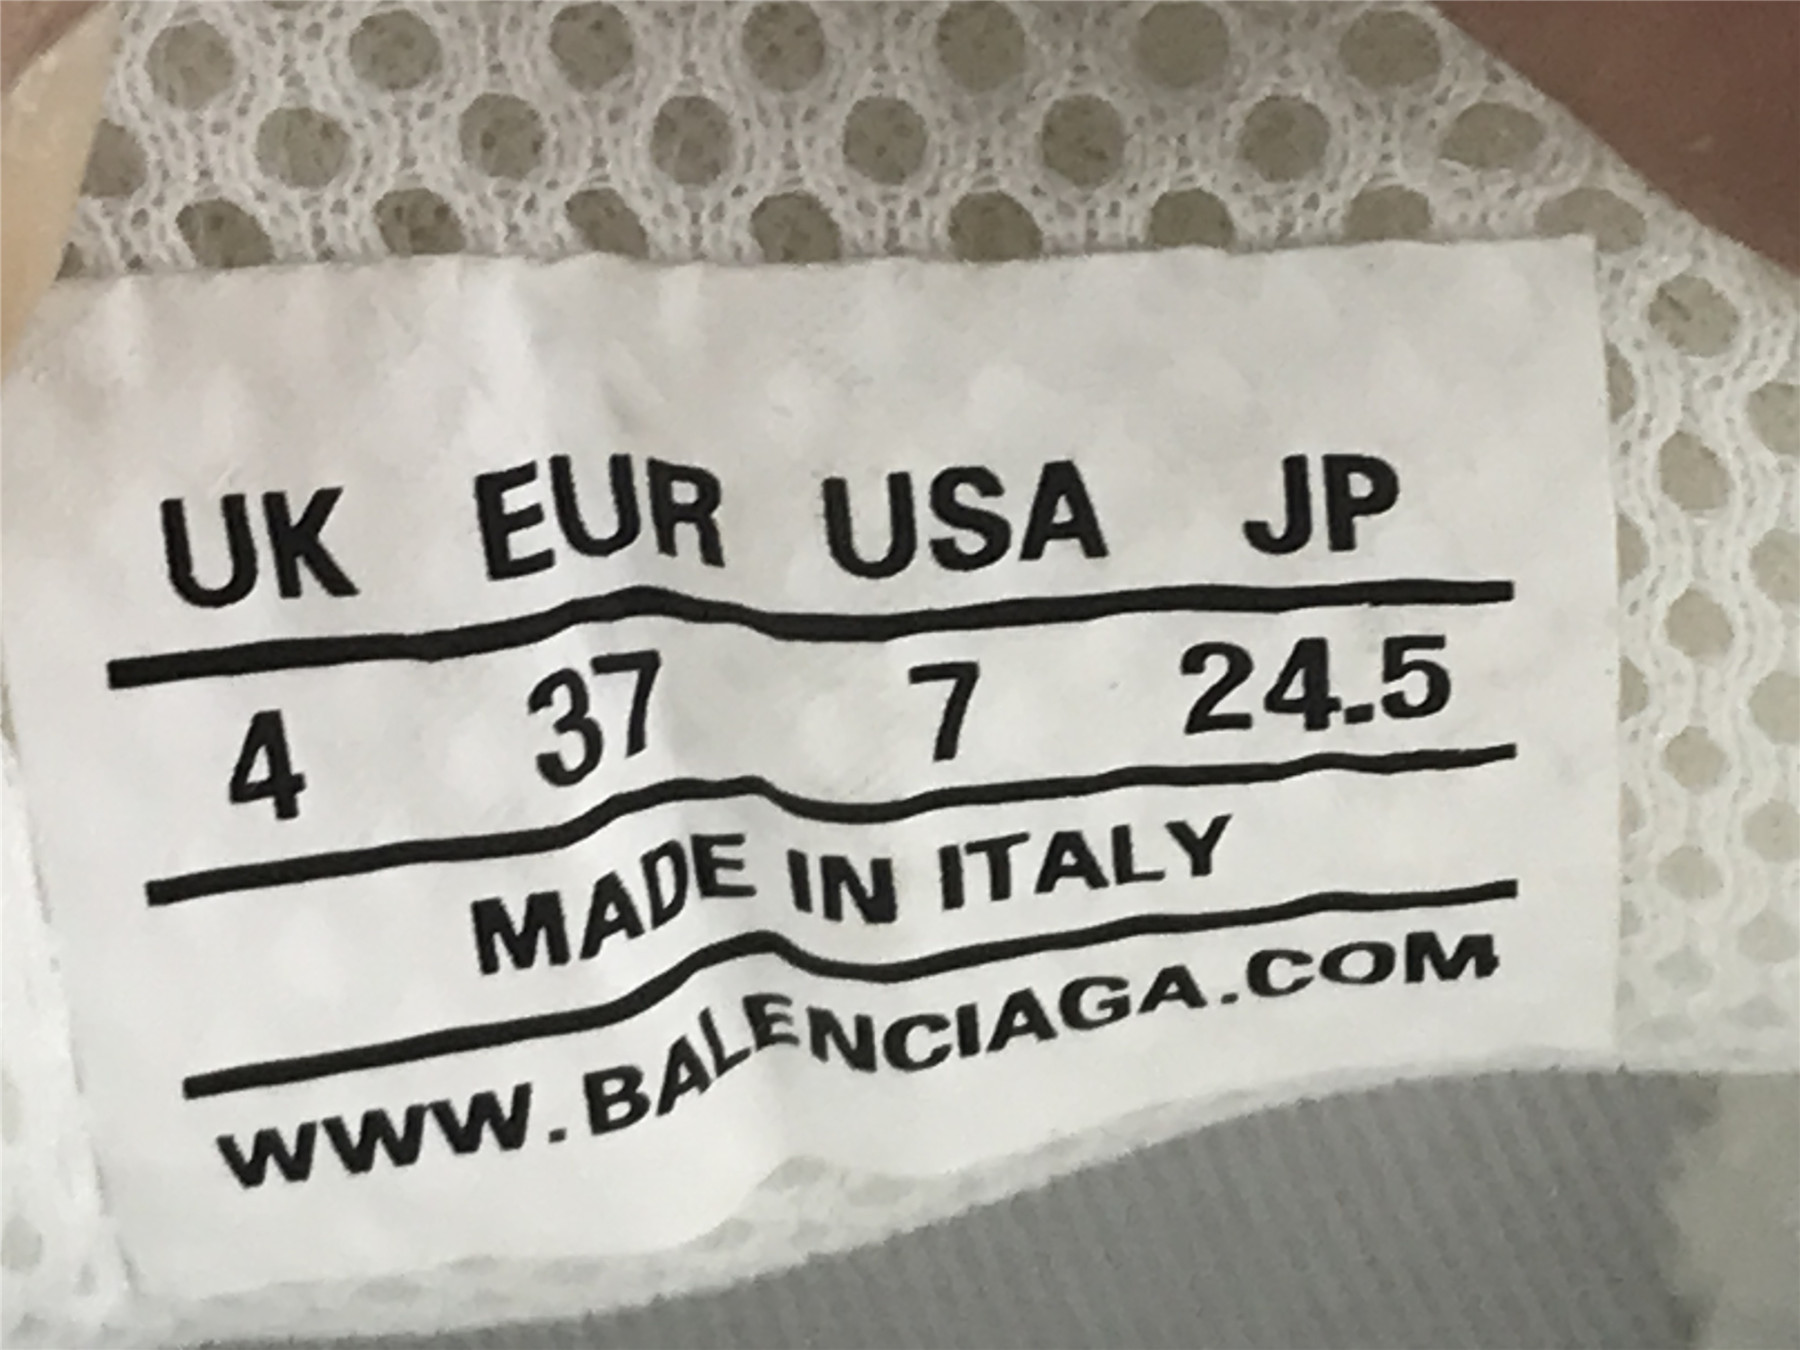 UK EUR USA JP
4 37 7 24.5
MADE IN ITALY
WWW.BALENCIAGA.COM